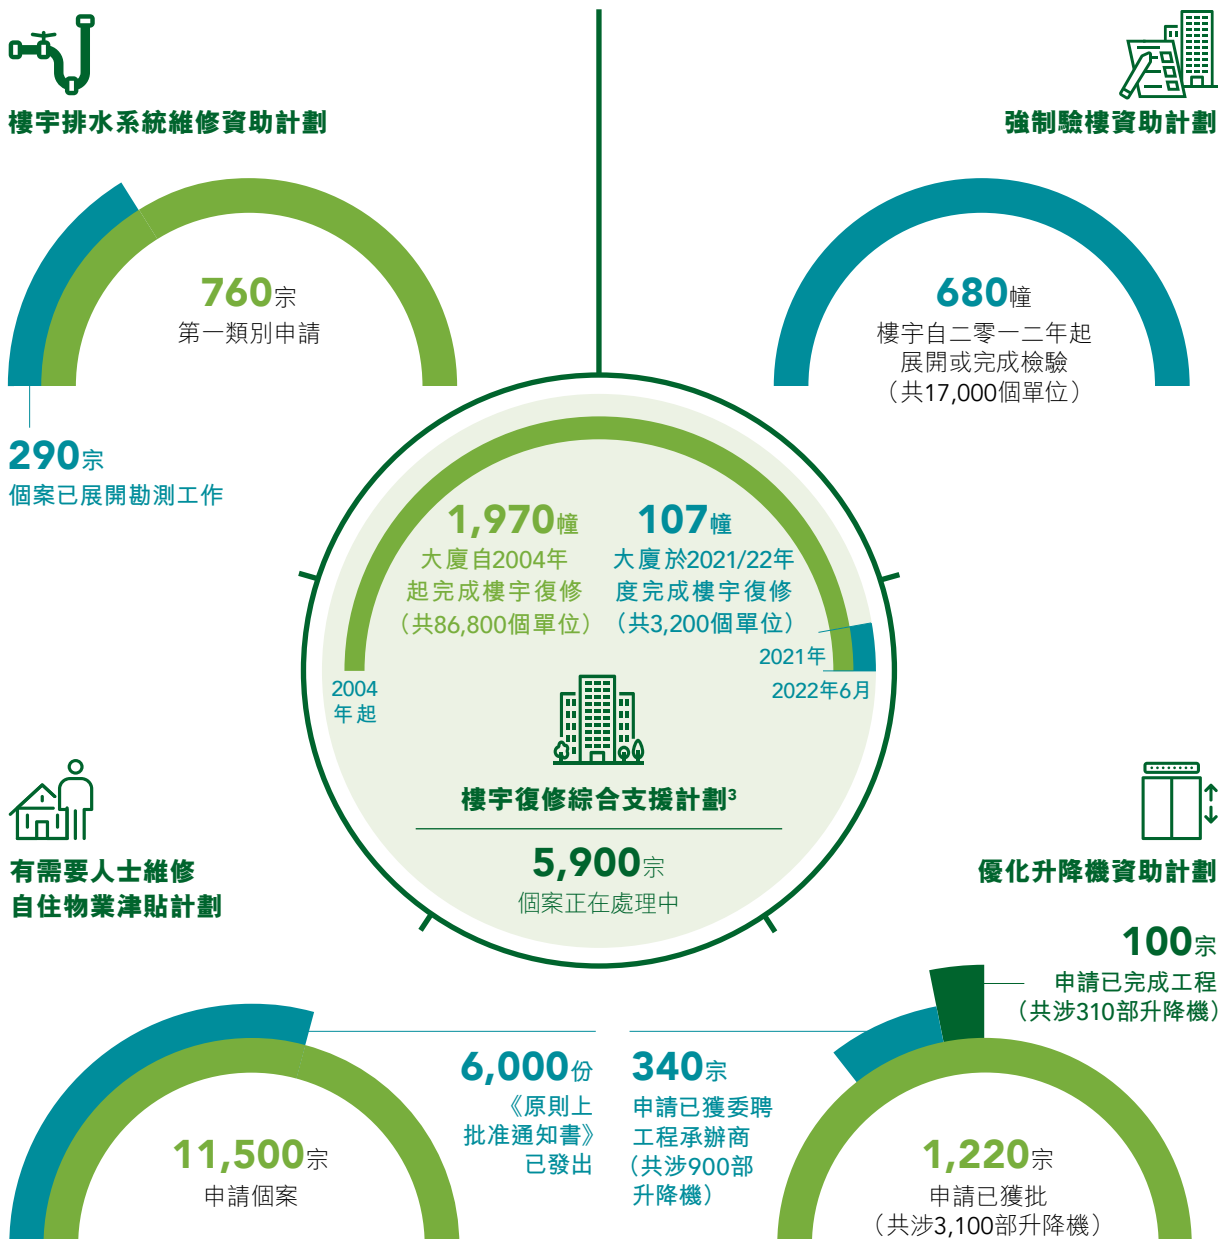 樓宇排水系統維修資助計劃
760宗
第一類別申請
290宗
個案已展開勘測工作
強制驗樓資助計劃
680幢
樓宇自二零一二年起
展開或完成檢驗
（共17,000個單位）
1,970幢
大廈自2004年
起完成樓宇復修
（共86,800個單位）
107幢
大廈於2021/22年
度完成樓宇復修
（共3,200個單位）
2021年
2022年6月
2004
年起
樓宇復修綜合支援計劃³
5,900宗
個案正在處理中
有需要人士維修
自住物業津貼計劃
6,000份
《原則上
批准通知書》
已發出
11,500宗
申請個案
優化升降機資助計劃
100宗
申請已完成工程
（共涉310部升降機）
340宗
申請已獲委聘
工程承辦商
（共涉900部
升降機）
1,220宗
申請已獲批
（共涉3,100部升降機）